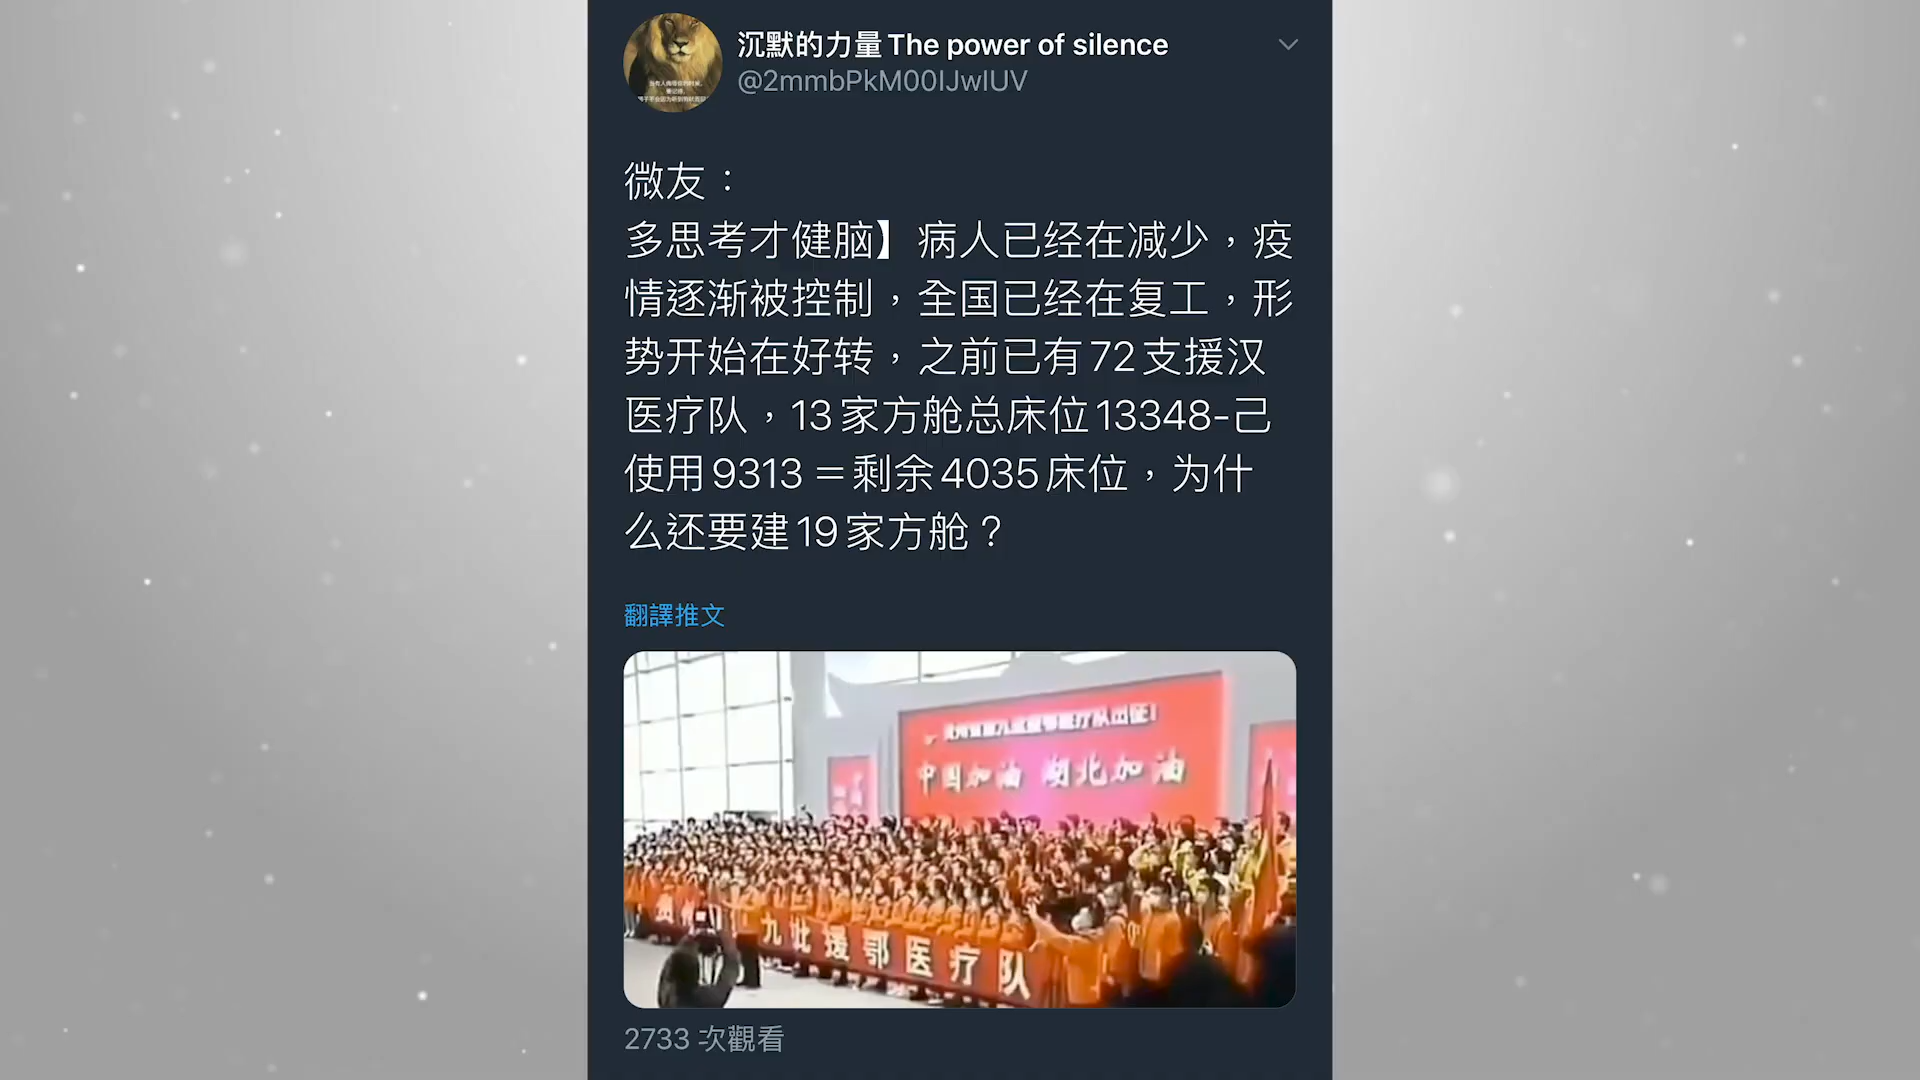 沉默的力量The power of silence
@2mmbPkM00IJwIUV
微友：
多思考才健脑】病人已经在减少，疫
情逐渐被控制，全国已经在复工，形
势开始在好转，之前已有72支援汉
医疗队，13家方舱总床位13348-己
使用9313＝剩余4035床位，为什
么还要建19家方舱？
翻譯推文
中国加油 湖北加油
九批援鄂医疗队
2733 次觀看